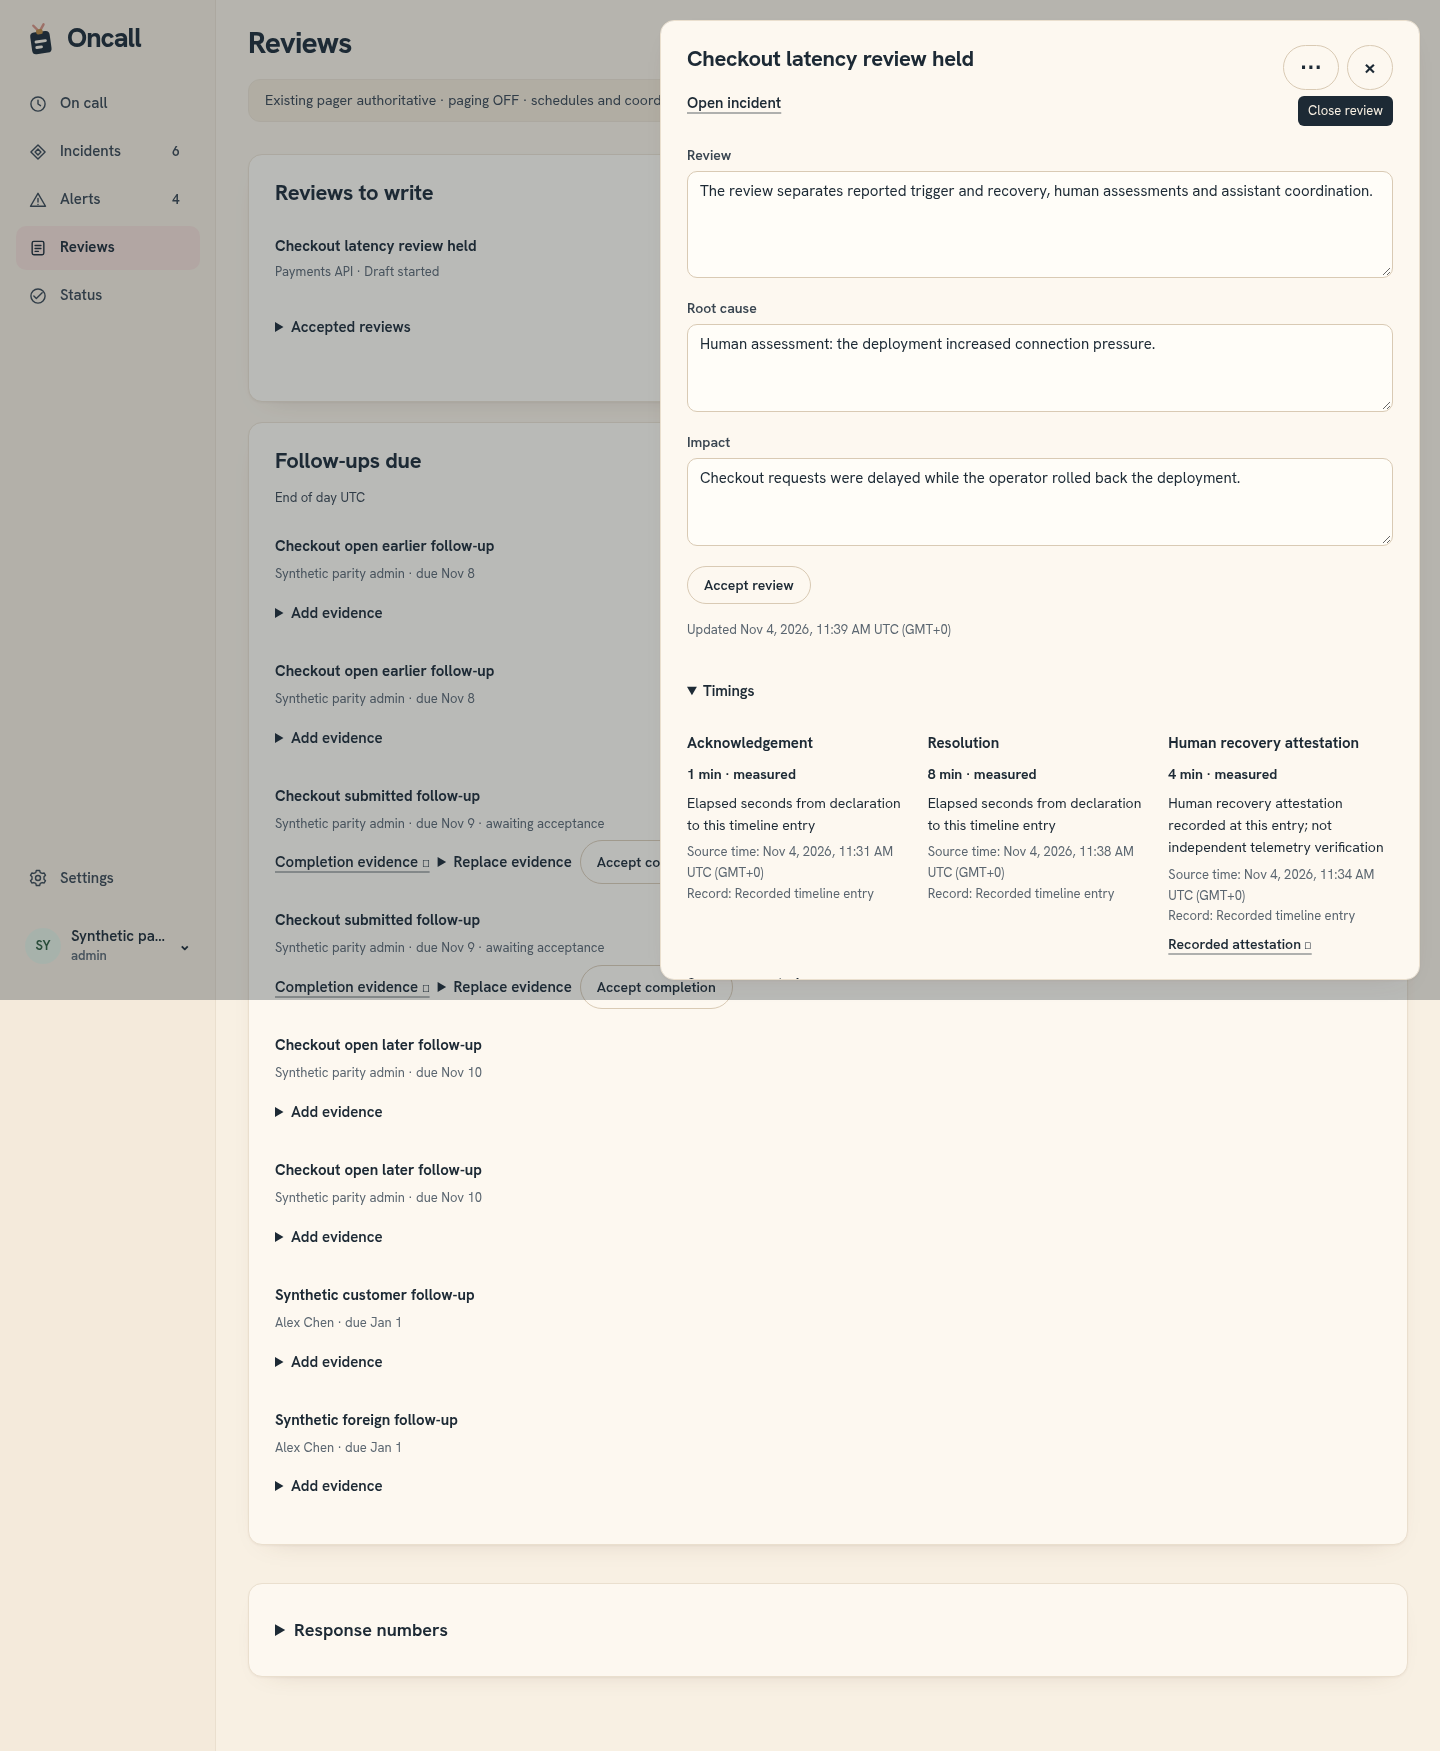 Oncall
On call
Incidents 6
Alerts 4
Reviews
Status
Settings
SY
Synthetic pa...
admin
Reviews
Existing pager authoritative · paging OFF · schedules and coord
Reviews to write
Checkout latency review held
Payments API · Draft started
Accepted reviews
Follow-ups due
End of day UTC
Checkout open earlier follow-up
Synthetic parity admin · due Nov 8
Add evidence
Checkout open earlier follow-up
Synthetic parity admin · due Nov 8
Add evidence
Checkout submitted follow-up
Synthetic parity admin · due Nov 9 · awaiting acceptance
Completion evidence Replace evidence Accept co
Checkout submitted follow-up
Synthetic parity admin · due Nov 9 · awaiting acceptance
Completion evidence Replace evidence Accept completion
Checkout open later follow-up
Synthetic parity admin · due Nov 10
Add evidence
Checkout open later follow-up
Synthetic parity admin · due Nov 10
Add evidence
Synthetic customer follow-up
Alex Chen · due Jan 1
Add evidence
Synthetic foreign follow-up
Alex Chen · due Jan 1
Add evidence
Response numbers
Checkout latency review held
Open incident
Close review
Review
The review separates reported trigger and recovery, human assessments and assistant coordination.
Root cause
Human assessment: the deployment increased connection pressure.
Impact
Checkout requests were delayed while the operator rolled back the deployment.
Accept review
Updated Nov 4, 2026, 11:39 AM UTC (GMT+0)
Timings
Acknowledgement
1 min · measured
Elapsed seconds from declaration
to this timeline entry
Source time: Nov 4, 2026, 11:31 AM
UTC (GMT+0)
Record: Recorded timeline entry
Resolution
8 min · measured
Elapsed seconds from declaration
to this timeline entry
Source time: Nov 4, 2026, 11:38 AM
UTC (GMT+0)
Record: Recorded timeline entry
Human recovery attestation
4 min · measured
Human recovery attestation
recorded at this entry; not
independent telemetry verification
Source time: Nov 4, 2026, 11:34 AM
UTC (GMT+0)
Record: Recorded timeline entry
Recorded attestation